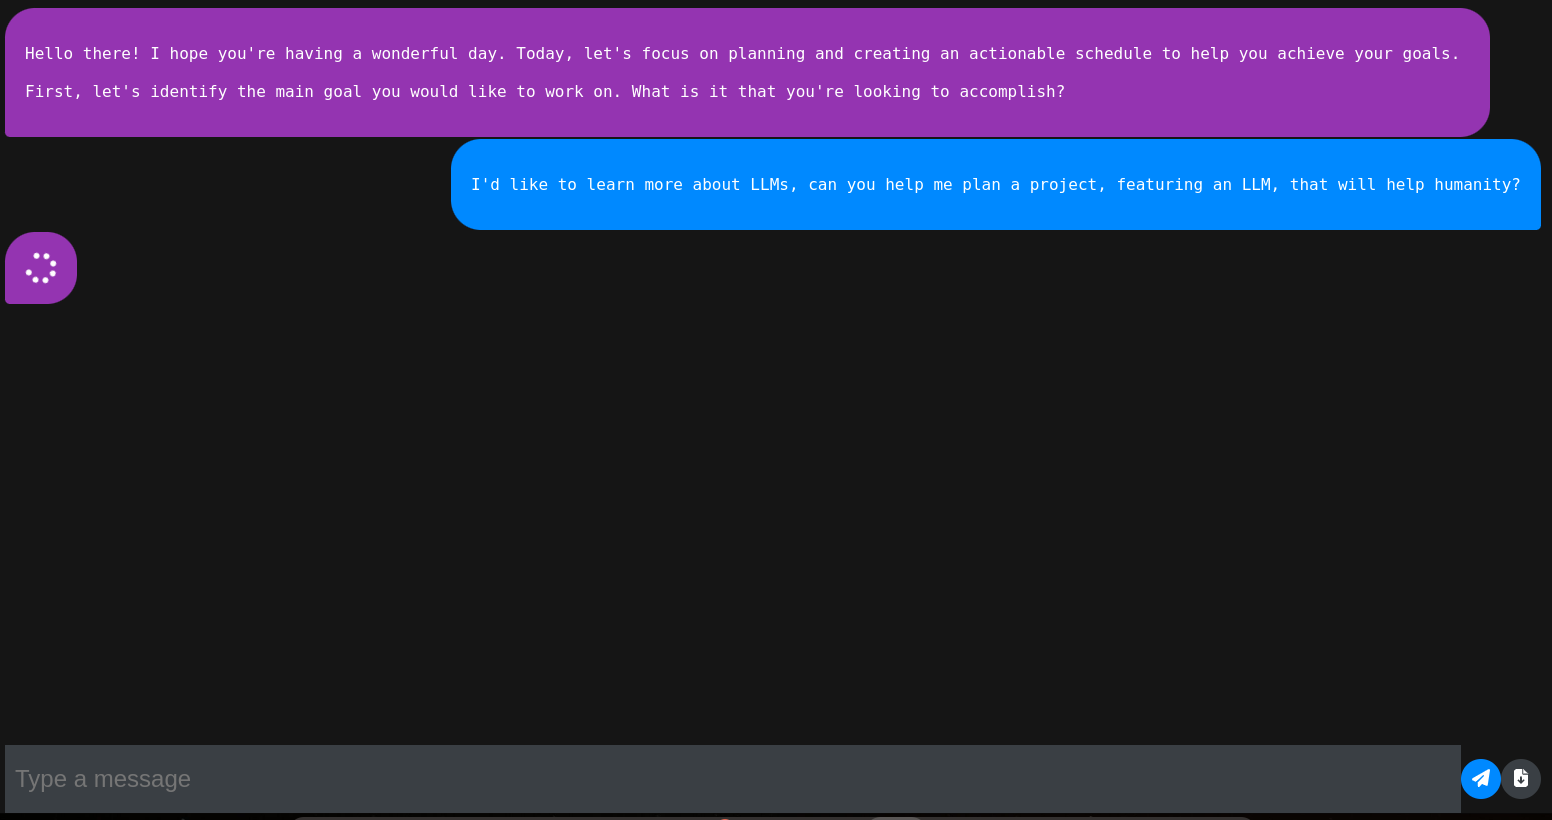 Hello there! I hope you're having a wonderful day. Today, let's focus on planning and creating an actionable schedule to help you achieve your goals.
First, let's identify the main goal you would like to work on. What is it that you're looking to accomplish?
I'd like to learn more about LLMs, can you help me plan a project, featuring an LLM, that will help humanity?
Type a message